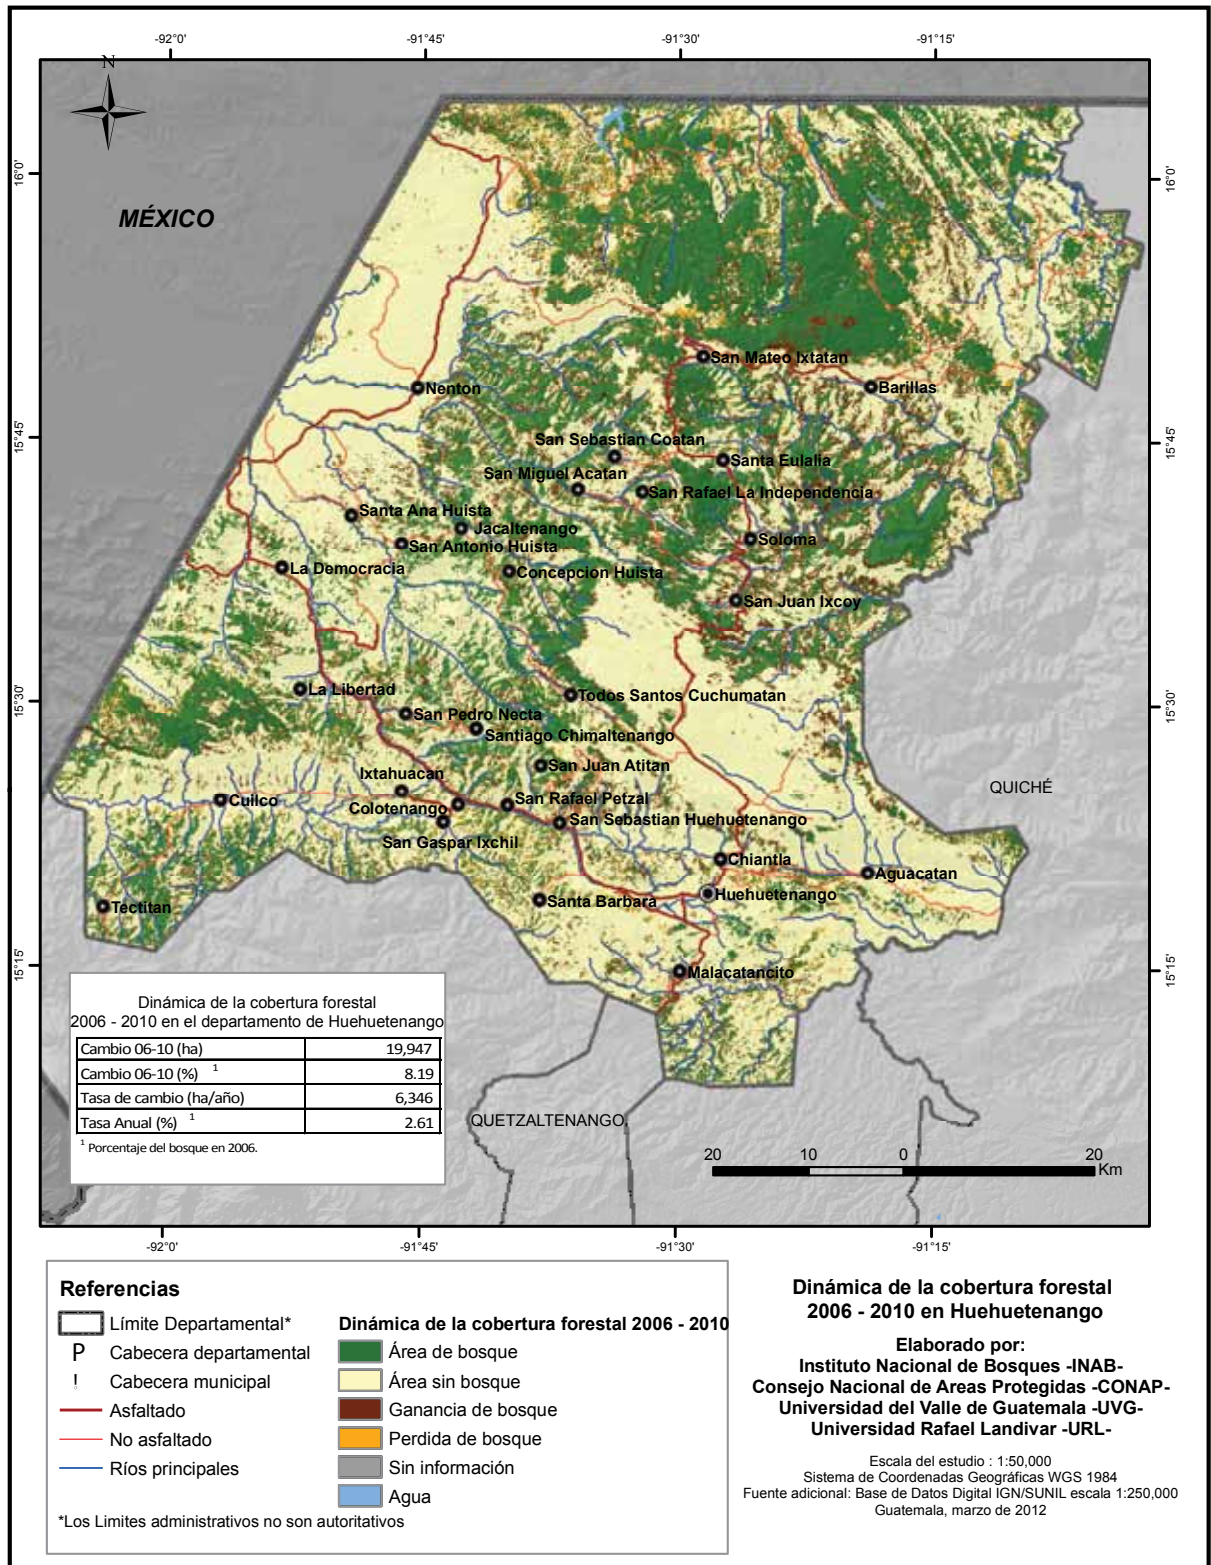 -92°0'
-91°45'
-91°30'
-91°15'
N
16°0'
16°0'
MÉXICO
San Mateo Ixtatan
Nenton
Barillas
15°45'
15°45'
San Sebastian Coatan
Santa Eulalia
San Miguel Acatan
San Rafael La Independencia
Santa Ana Huista
Jacaltenango
San Antonio Huista
Soloma
La Democracia
Concepcion Huista
San Juan Ixcoy
15°30'
15°30'
La Libertad
Todos Santos Cuchumatan
San Pedro Necta
Santiago Chimaltenango
San Juan Atitan
Ixtahuacan
QUICHÉ
Cuilco
Colotenango
San Rafael Petzal
San Sebastian Huehuetenango
San Gaspar Ixchil
Chiantla
Aguacatan
Huehuetenango
Santa Barbara
Tectitan
15°15'
15°15'
Malacatancito
Dinámica de la cobertura forestal
2006 - 2010 en el departamento de Huehuetenango
Cambio 06-10 (ha) 19,947
Cambio 06-10 (%) 1 8.19
Tasa de cambio (ha/año) 6,346
Tasa Anual (%) 1 2.61
1 Porcentaje del bosque en 2006.
QUETZALTENANGO
20 10 0 20
Km
-92°0'
-91°45'
-91°30'
-91°15'
Referencias
Límite Departamental*
P Cabecera departamental
! Cabecera municipal
Asfaltado
No asfaltado
Ríos principales
*Los Limites administrativos no son autoritativos
Dinámica de la cobertura forestal 2006 - 2010
Área de bosque
Área sin bosque
Ganancia de bosque
Perdida de bosque
Sin información
Agua
Dinámica de la cobertura forestal
2006 - 2010 en Huehuetenango
Elaborado por:
Instituto Nacional de Bosques -INAB-
Consejo Nacional de Areas Protegidas -CONAP-
Universidad del Valle de Guatemala -UVG-
Universidad Rafael Landivar -URL-
Escala del estudio : 1:50,000
Sistema de Coordenadas Geográficas WGS 1984
Fuente adicional: Base de Datos Digital IGN/SUNIL escala 1:250,000
Guatemala, marzo de 2012